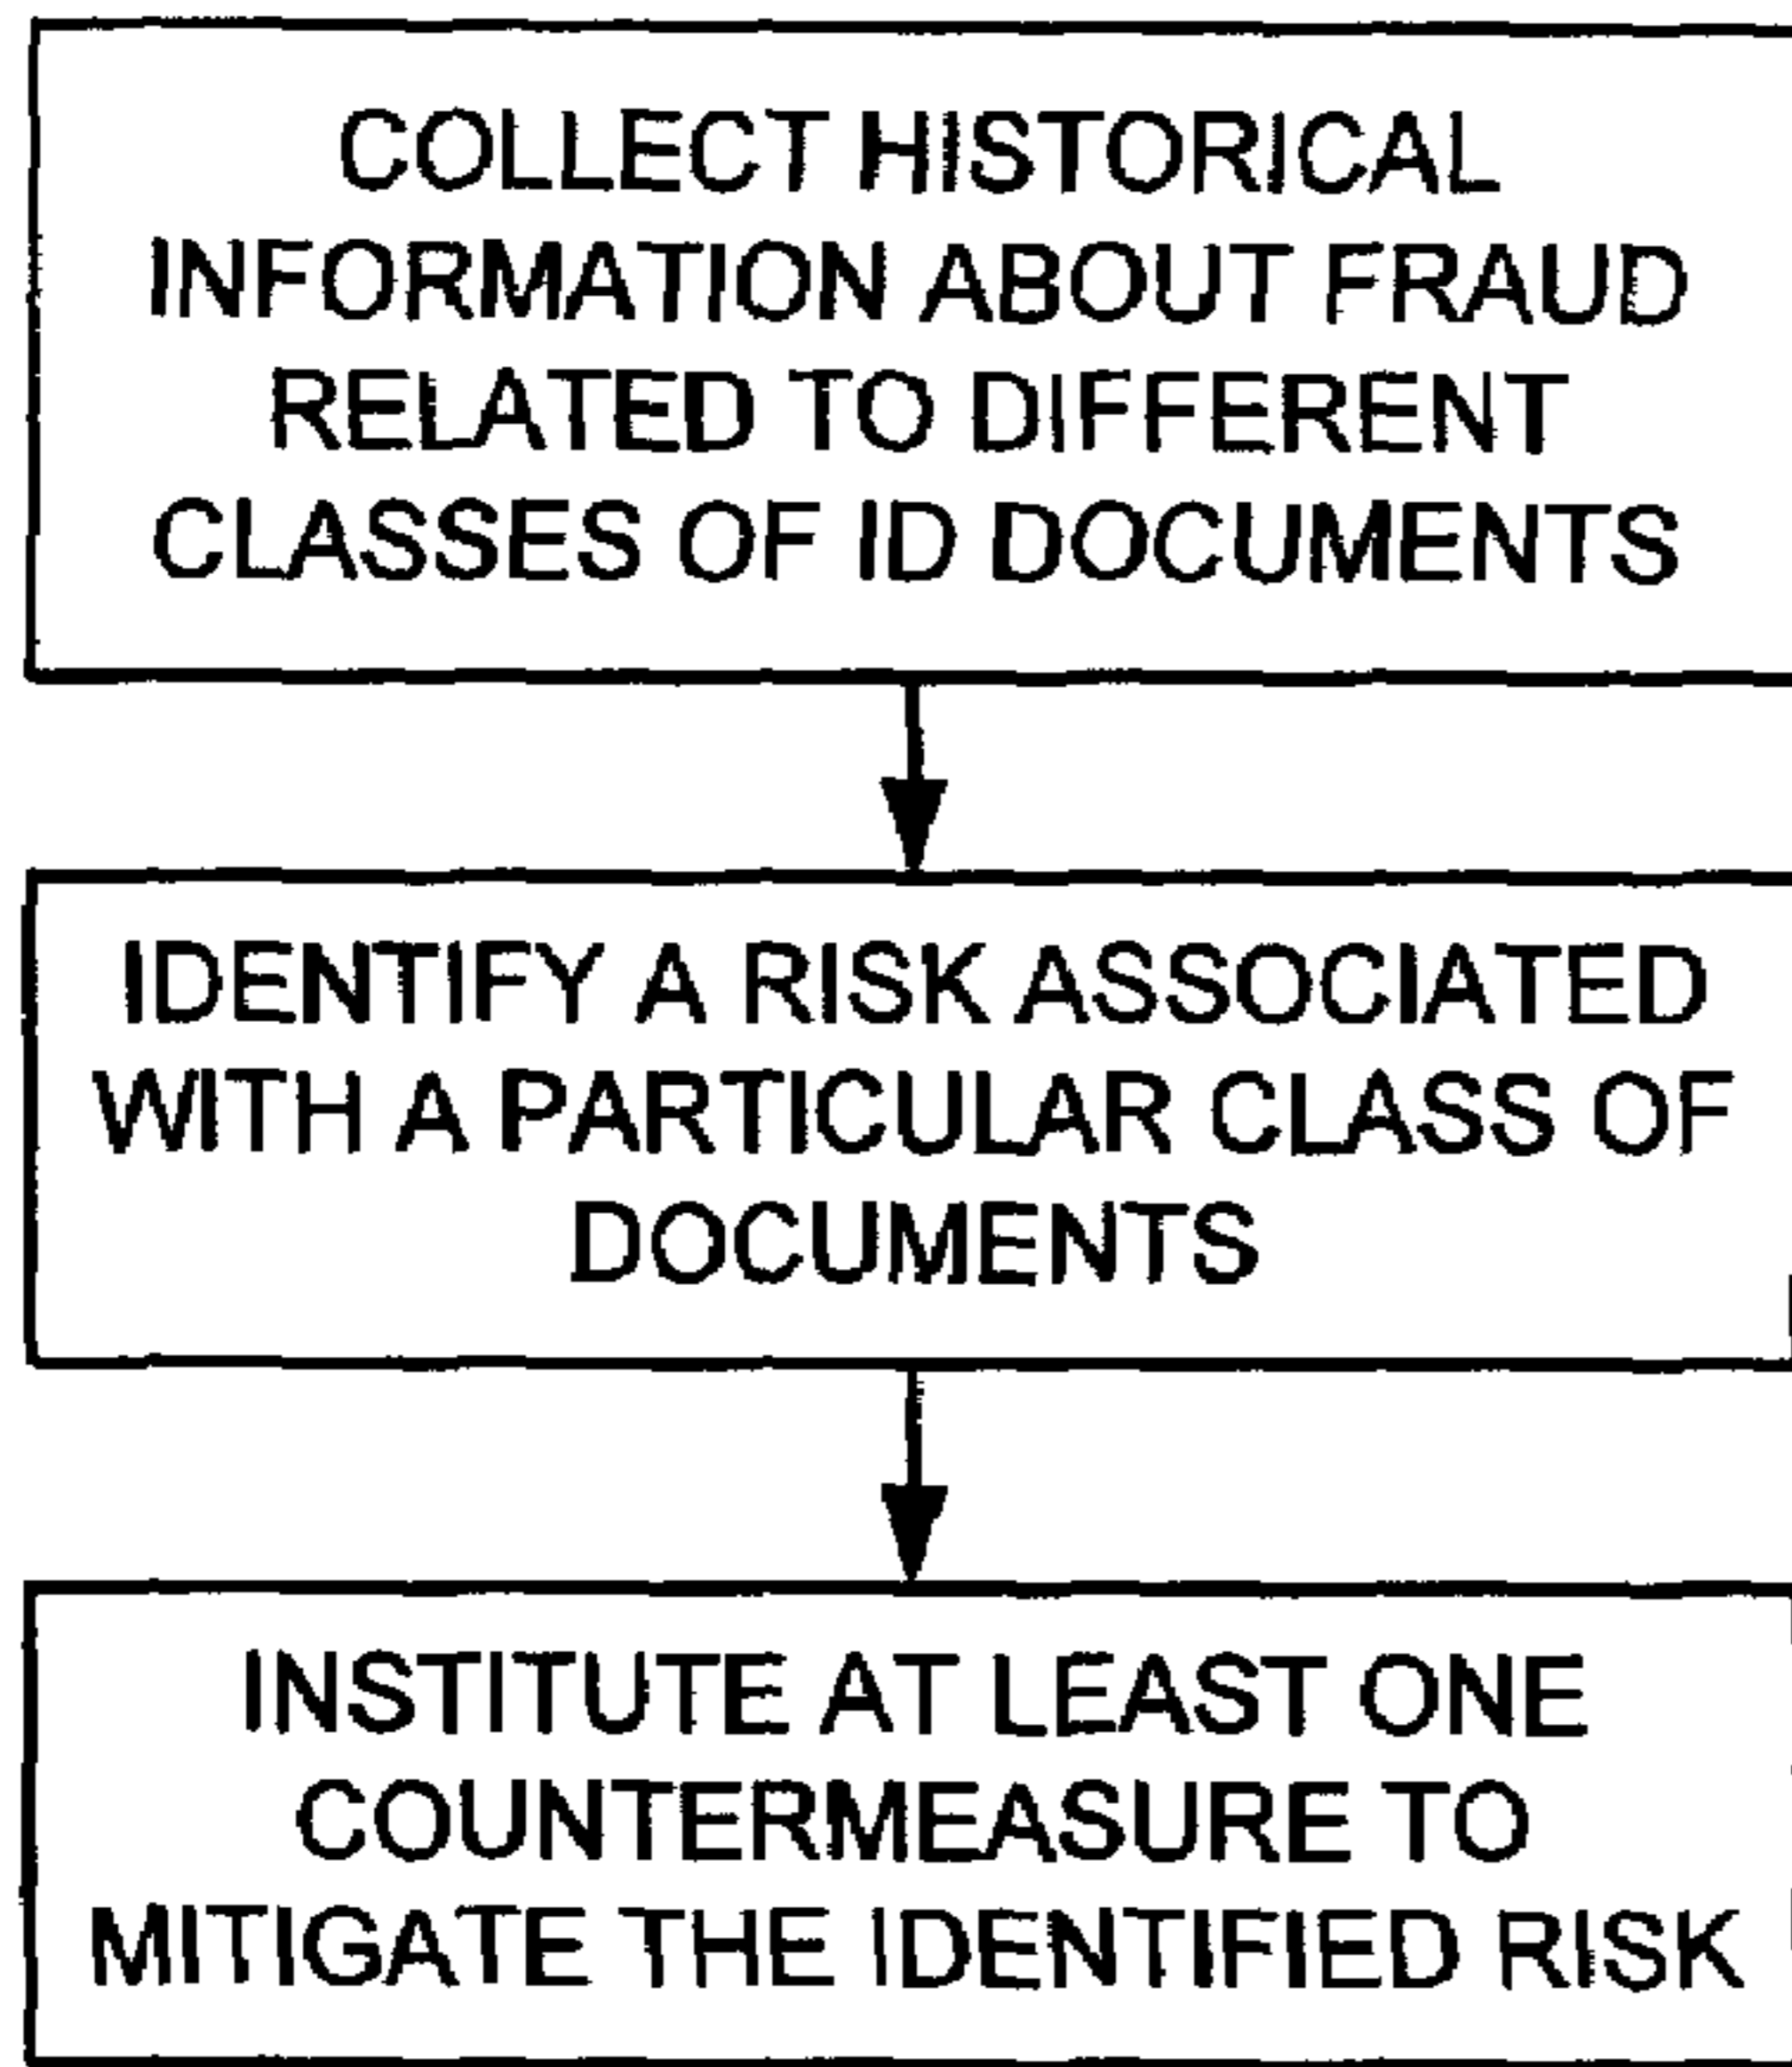 COLLECT HISTORICAL
INFORMATION ABOUT FRAUD
RELATED TO DIFFERENT
CLASSES OF ID DOCUMENTS
IDENTIFY A RISK ASSOCIATED
WITH A PARTICULAR CLASS OF
DOCUMENTS
INSTITUTE AT LEAST ONE
COUNTERMEASURE TO
MITIGATE THE IDENTIFIED RISK